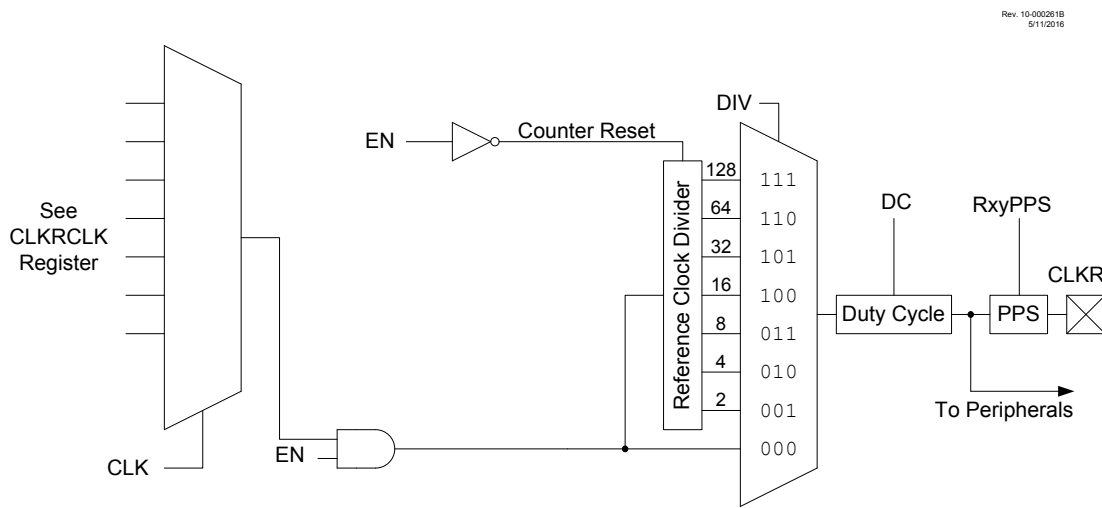 Rev. 10-000261B
5/11/2016
See
CLKRCLK
Register
CLK
EN
EN
Counter Reset
Reference Clock Divider
128
64
32
16
8
4
2
DIV
111
110
101
100
011
010
001
000
DC
Duty Cycle
RxyPPS
PPS
CLKR
To Peripherals